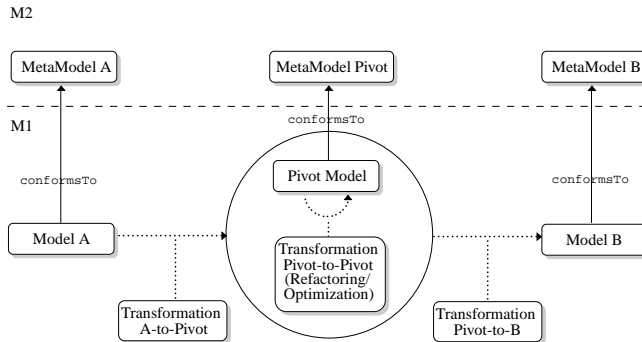 M2
MetaModel A
MetaModel Pivot
MetaModel B
M1
conformsTo
conformsTo
conformsTo
Pivot Model
Model A
Model B
Transformation
Pivot-to-Pivot
(Refactoring/
Optimization)
Transformation
A-to-Pivot
Transformation
Pivot-to-B